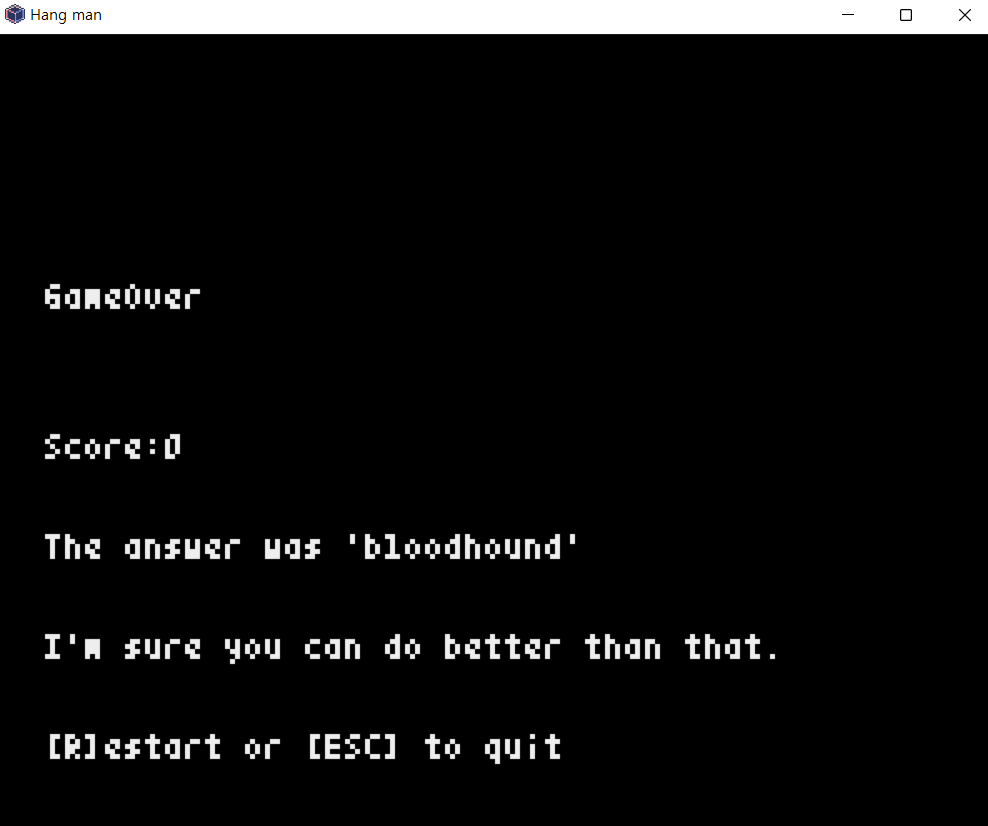 Hang man
GameOver
Score:0
The answer was 'bloodhound'
I'm sure you can do better than that.
[R]estart or [ESC] to quit